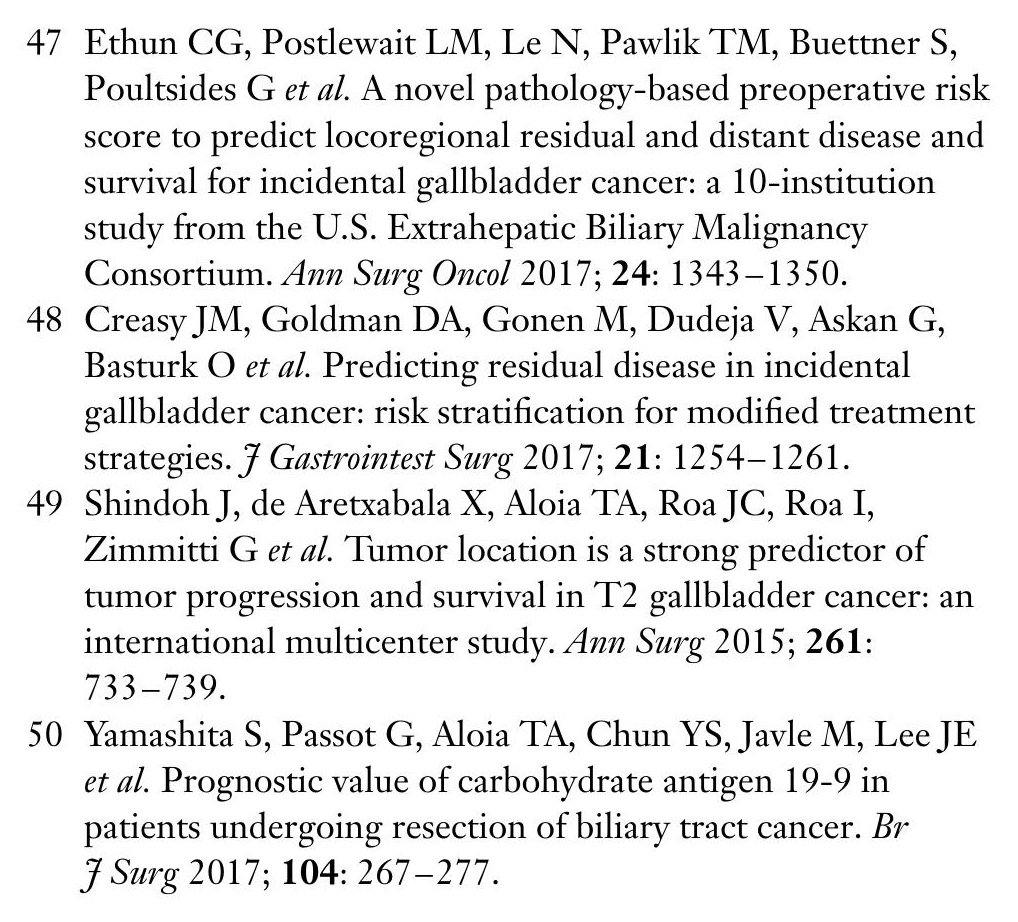 47 Ethun CG, Postlewait LM, Le N, Pawlik TM, Buettner S,
Poultsides G et al. A novel pathology-based preoperative risk
score to predict locoregional residual and distant disease and
survival for incidental gallbladder cancer: a 10-institution
study from the U.S. Extrahepatic Biliary Malignancy
Consortium. Ann Surg Oncol 2017; 24: 1343–1350.
48 Creasy JM, Goldman DA, Gonen M, Dudeja V, Askan G,
Basturk O et al. Predicting residual disease in incidental
gallbladder cancer: risk stratification for modified treatment
strategies. J Gastrointest Surg 2017; 21: 1254–1261.
49 Shindoh J, de Aretxabala X, Aloia TA, Roa JC, Roa I,
Zimmitti G et al. Tumor location is a strong predictor of
tumor progression and survival in T2 gallbladder cancer: an
international multicenter study. Ann Surg 2015; 261:
733–739.
50 Yamashita S, Passot G, Aloia TA, Chun YS, Javle M, Lee JE
et al. Prognostic value of carbohydrate antigen 19-9 in
patients undergoing resection of biliary tract cancer. Br
J Surg 2017; 104: 267–277.